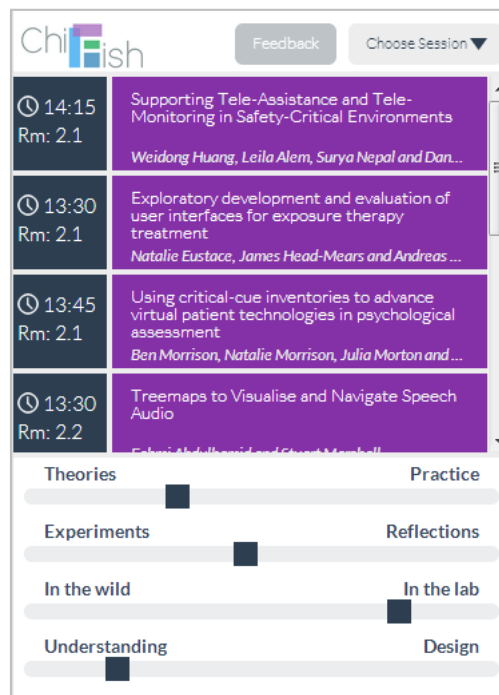 Chi Fish
Feedback
Choose Session
14:15
Rm: 2.1
Supporting Tele-Assistance and Tele-
Monitoring in Safety-Critical Environments
Weidong Huang, Leila Alem, Surya Nepal and Dan...
13:30
Rm: 2.1
Exploratory development and evaluation of
user interfaces for exposure therapy
treatment
Natalie Eustace, James Head-Mears and Andreas ...
13:45
Rm: 2.1
Using critical-cue inventories to advance
virtual patient technologies in psychological
assessment
Ben Morrison, Natalie Morrison, Julia Morton and ...
13:30
Rm: 2.2
Treemaps to Visualise and Navigate Speech
Audio
Theories Practice
Experiments Reflections
In the wild In the lab
Understanding Design